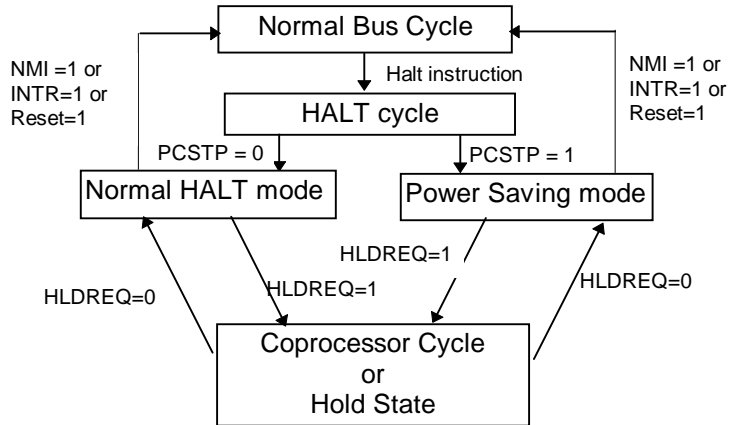 Normal Bus Cycle
NMI =1 or
INTR=1 or
Reset=1
Halt instruction
NMI =1 or
INTR=1 or
Reset=1
HALT cycle
PCSTP = 0
PCSTP = 1
Normal HALT mode
Power Saving mode
HLDREQ=1
HLDREQ=0
HLDREQ=1
HLDREQ=0
Coprocessor Cycle
or
Hold State